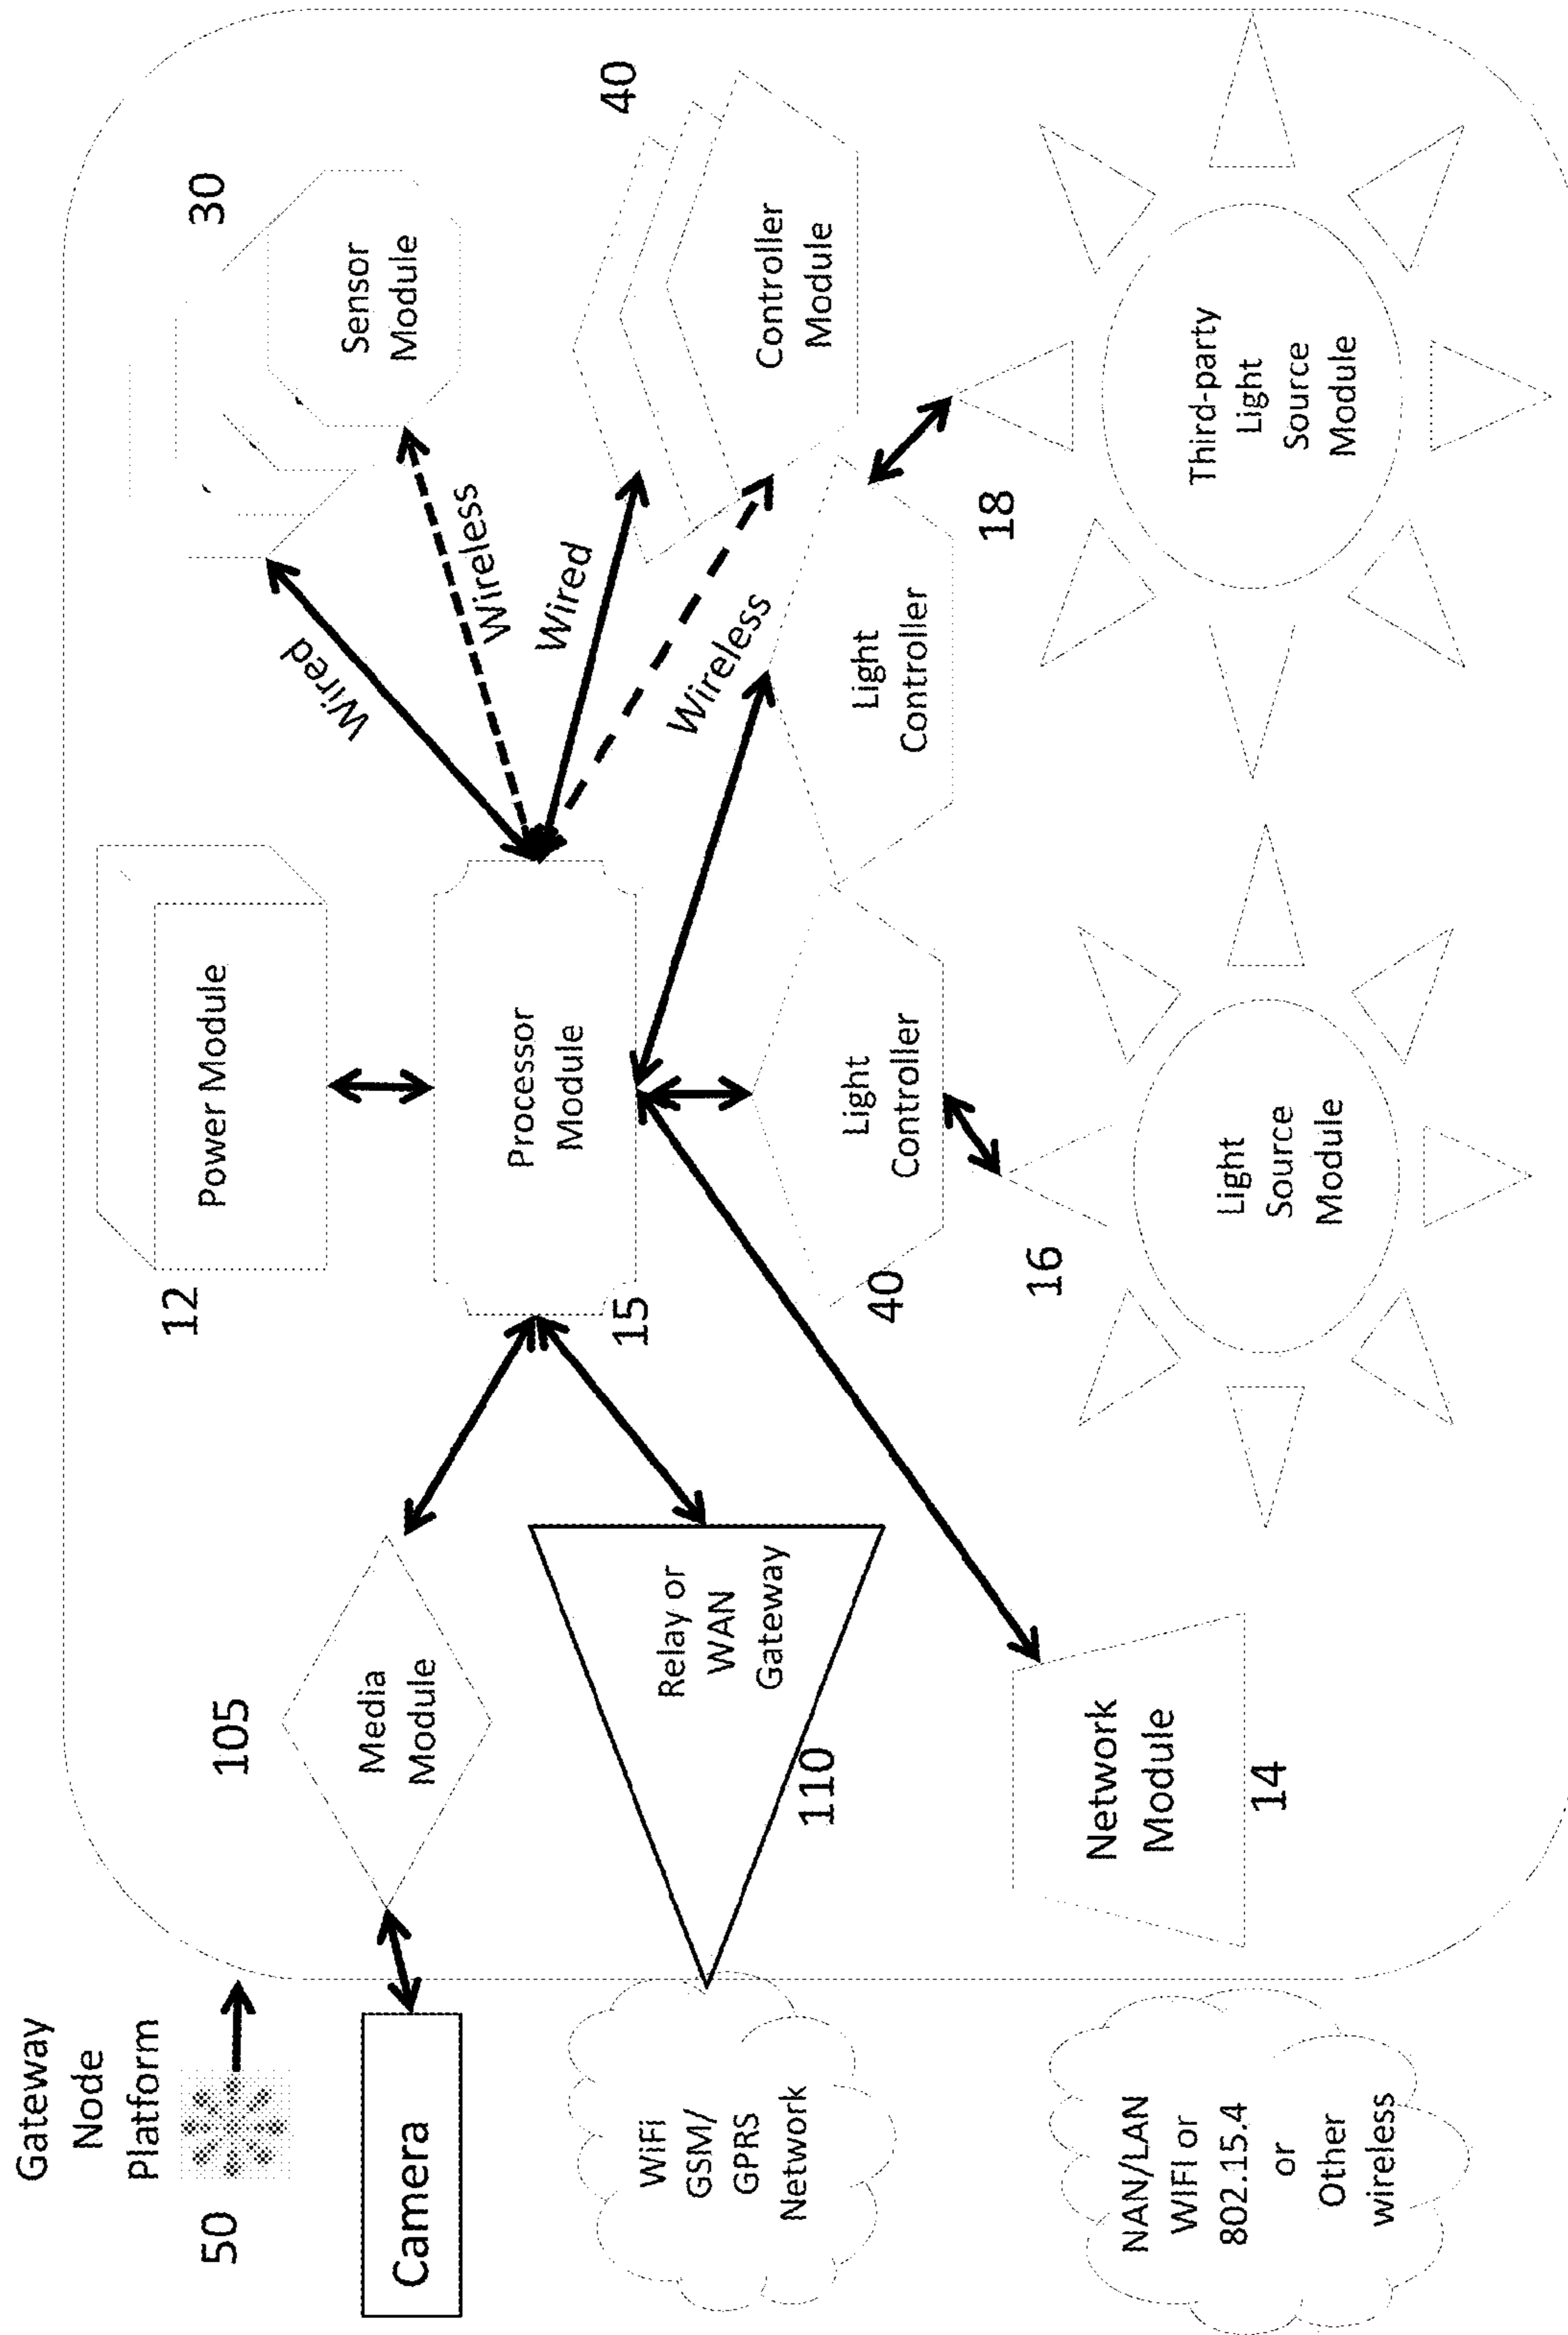 Gateway
Node
Platform
50
Camera
WiFi
GSM/
GPRS
Network
NAN/LAN
WIFI or
802.15.4
or
Other
wireless
105
Media
Module
Relay or
WAN
Gateway
110
Network
Module
14
12
Power Module
Processor
Module
15
Light
Controller
40
16
Light
Source
Module
Wired
Wireless
Wired
Wireless
30
Sensor
Module
40
Controller
Module
Light
Controller
18
Third-party
Light
Source
Module